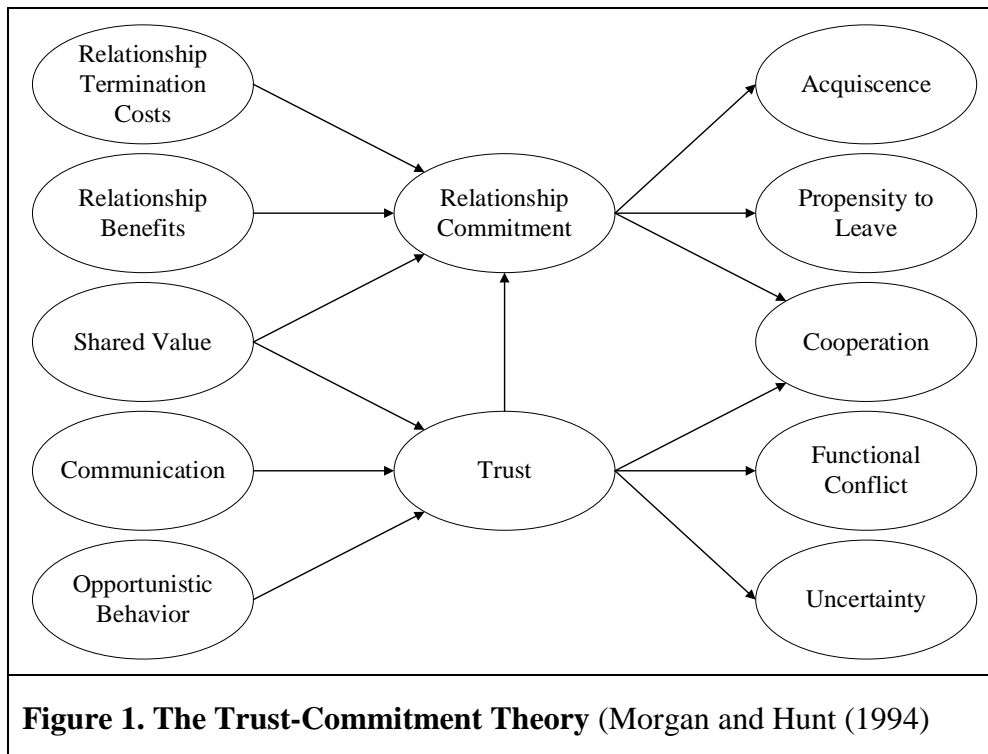 Relationship
Termination
Costs
Relationship
Benefits
Shared Value
Communication
Opportunistic
Behavior
Relationship
Commitment
Trust
Acquiscence
Propensity to
Leave
Cooperation
Functional
Conflict
Uncertainty
Figure 1. The Trust-Commitment Theory (Morgan and Hunt (1994)